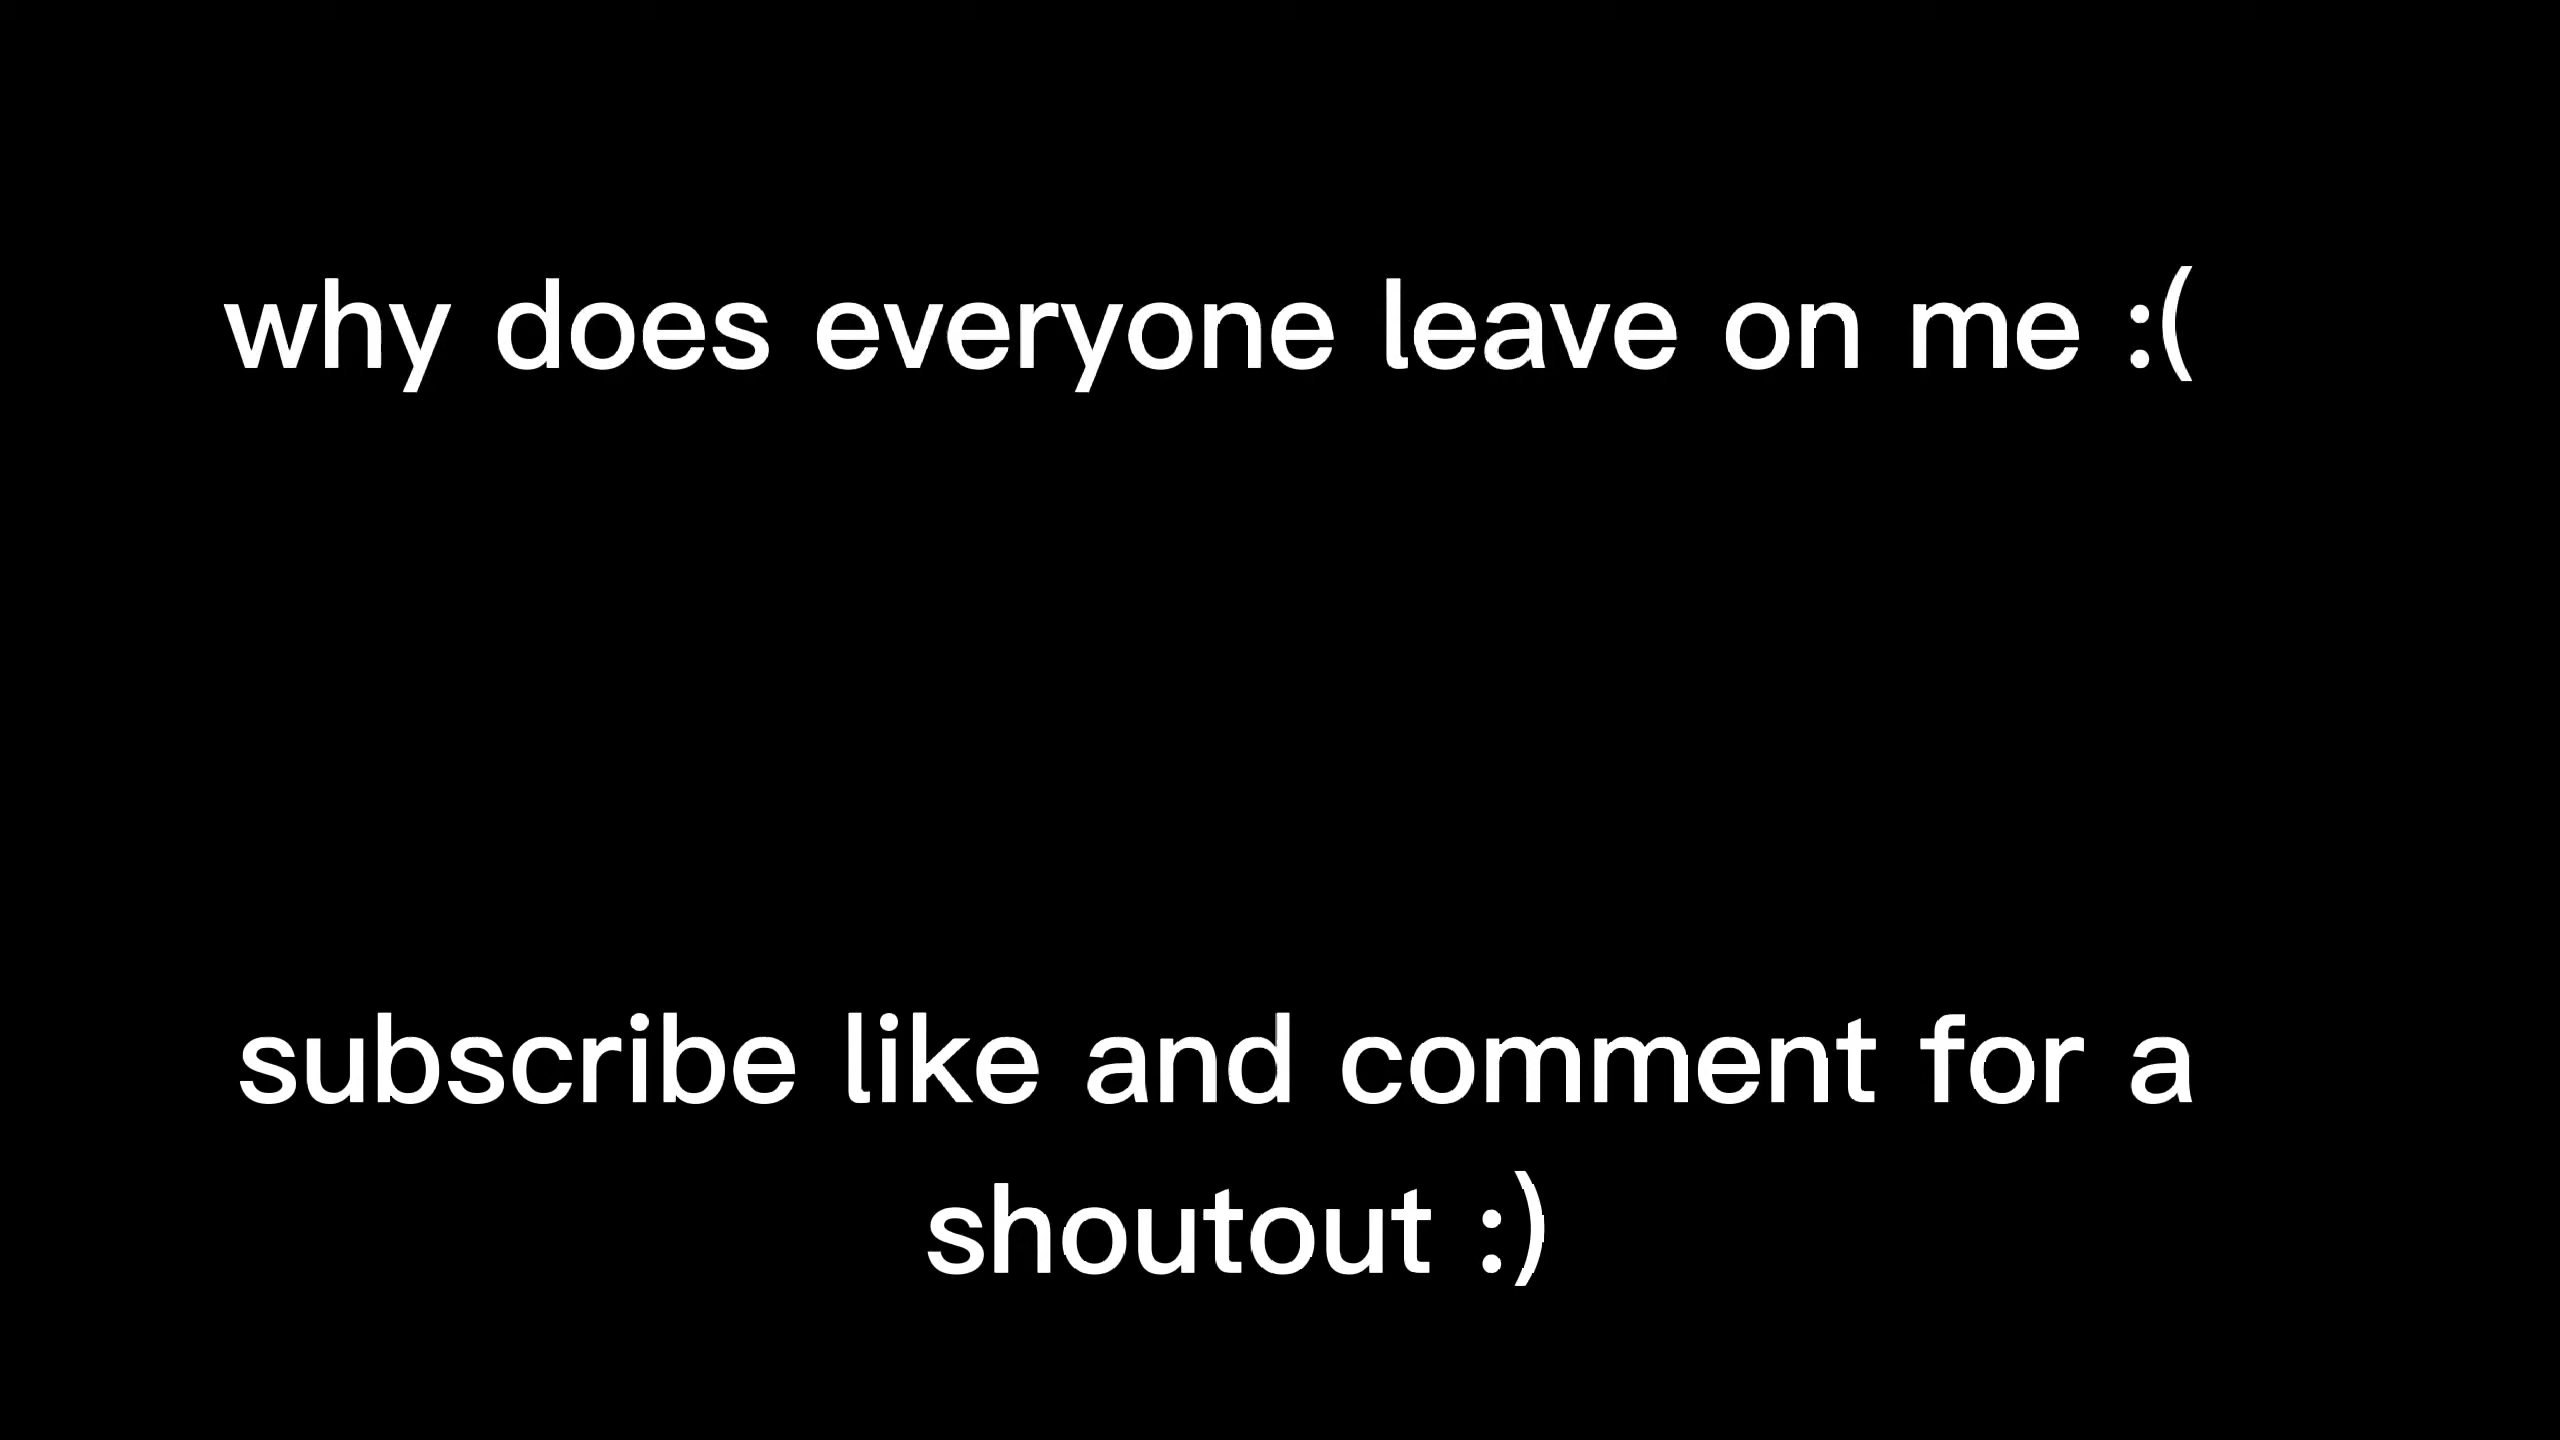 why does everyone leave on me :(
subscribe like and comment for a
shoutout :)